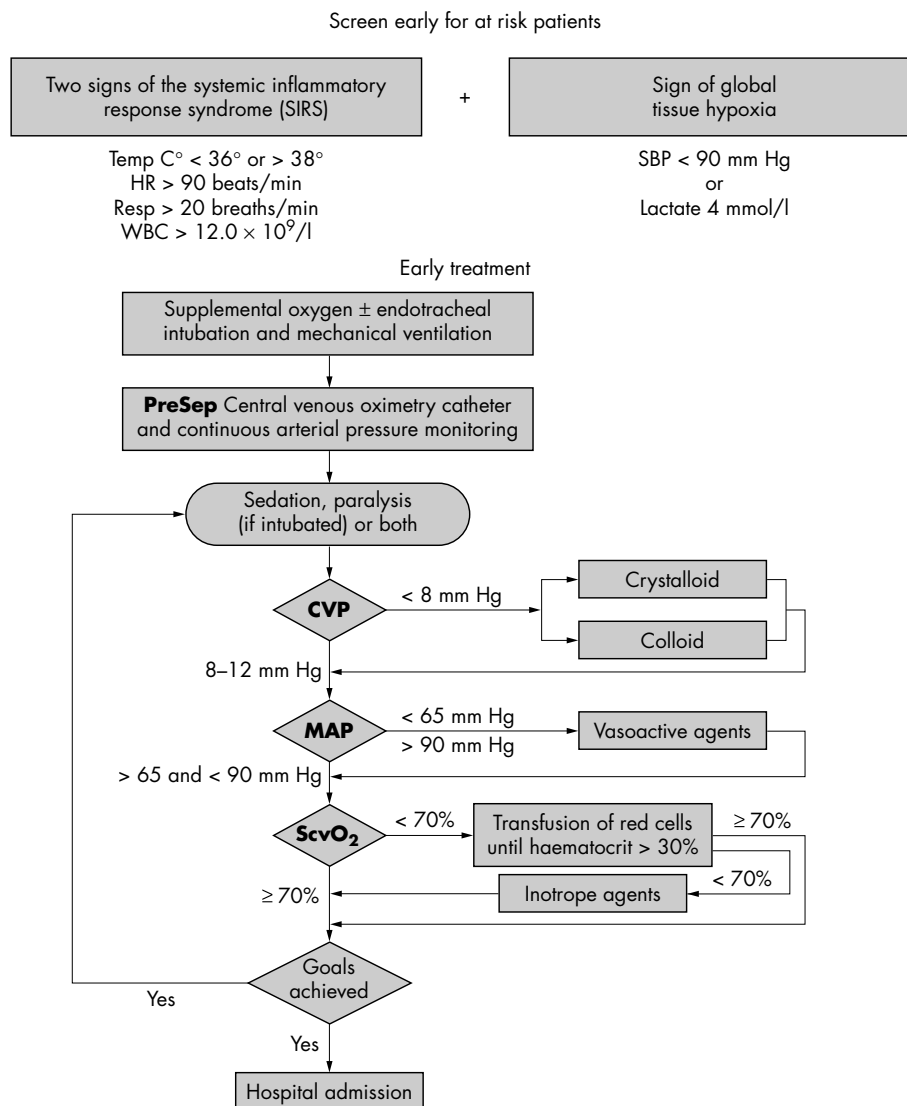 Screen early for at risk patients
Two signs of the systemic inflammatory
response syndrome (SIRS)
+
Sign of global
tissue hypoxia
Temp C° < 36° or > 38°
HR > 90 beats/min
Resp > 20 breaths/min
WBC > 12.0 × 10⁹/l
SBP < 90 mm Hg
or
Lactate 4 mmol/l
Early treatment
Supplemental oxygen ± endotracheal
intubation and mechanical ventilation
PreSep Central venous oximetry catheter
and continuous arterial pressure monitoring
Sedation, paralysis
(if intubated) or both
CVP
< 8 mm Hg
Crystalloid
Colloid
8–12 mm Hg
MAP
< 65 mm Hg
> 90 mm Hg
Vasoactive agents
> 65 and < 90 mm Hg
ScvO₂
< 70%
Transfusion of red cells
until haematocrit > 30%
≥ 70%
< 70%
Inotrope agents
≥ 70%
Goals
achieved
Yes
Yes
Hospital admission